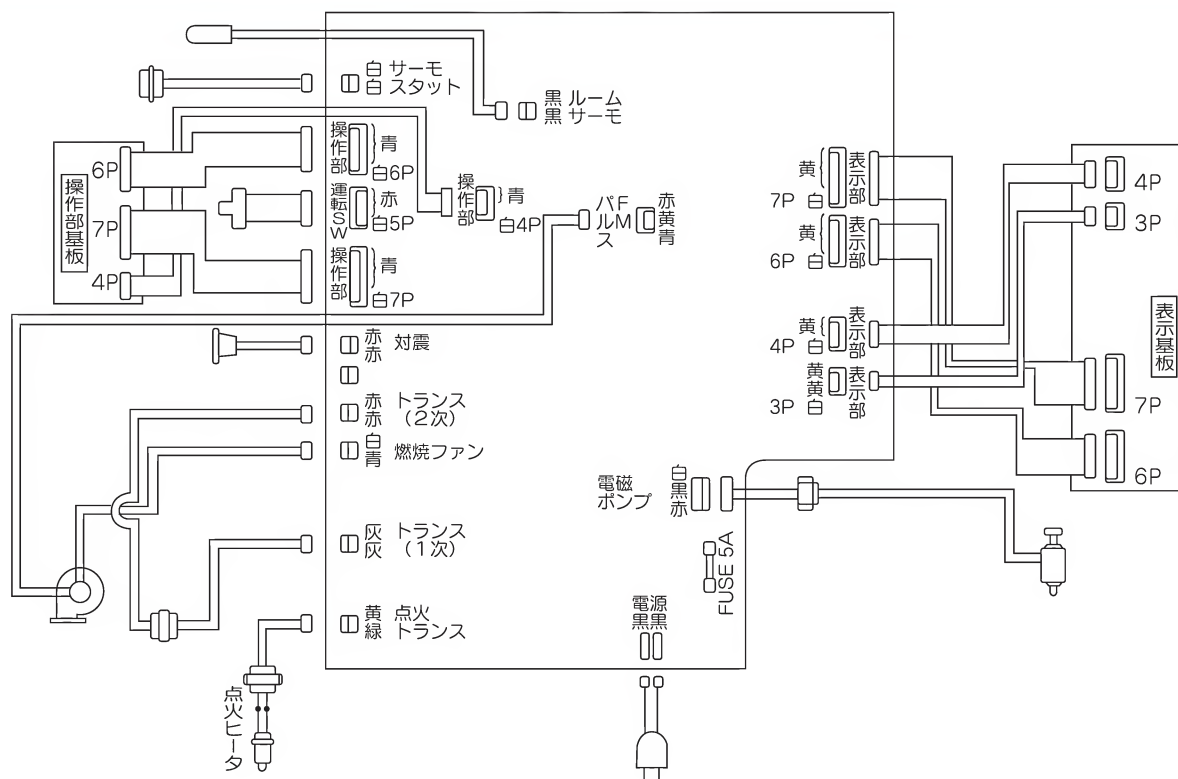 白 サーモ
白 スタット
黒 ルーム
黒 サーモ
操作部基板
6P
7P
4P
操作部
青
白6P
運転SW
赤
白5P
操作部
青
白7P
操作部
青
白4P
パルス
FM
赤
黄
青
黄
7P 白
表示部
黄
6P 白
表示部
黄
4P 白
表示部
黄
黄
3P 白
表示部
4P
3P
表示基板
7P
6P
赤
赤
対震
赤 トランス
赤 (2次)
白
青
燃焼ファン
灰 トランス
灰 (1次)
黄 点火
緑 トランス
点火ヒータ
電磁
ポンプ
白
黒
赤
FUSE 5A
電源
黒黒